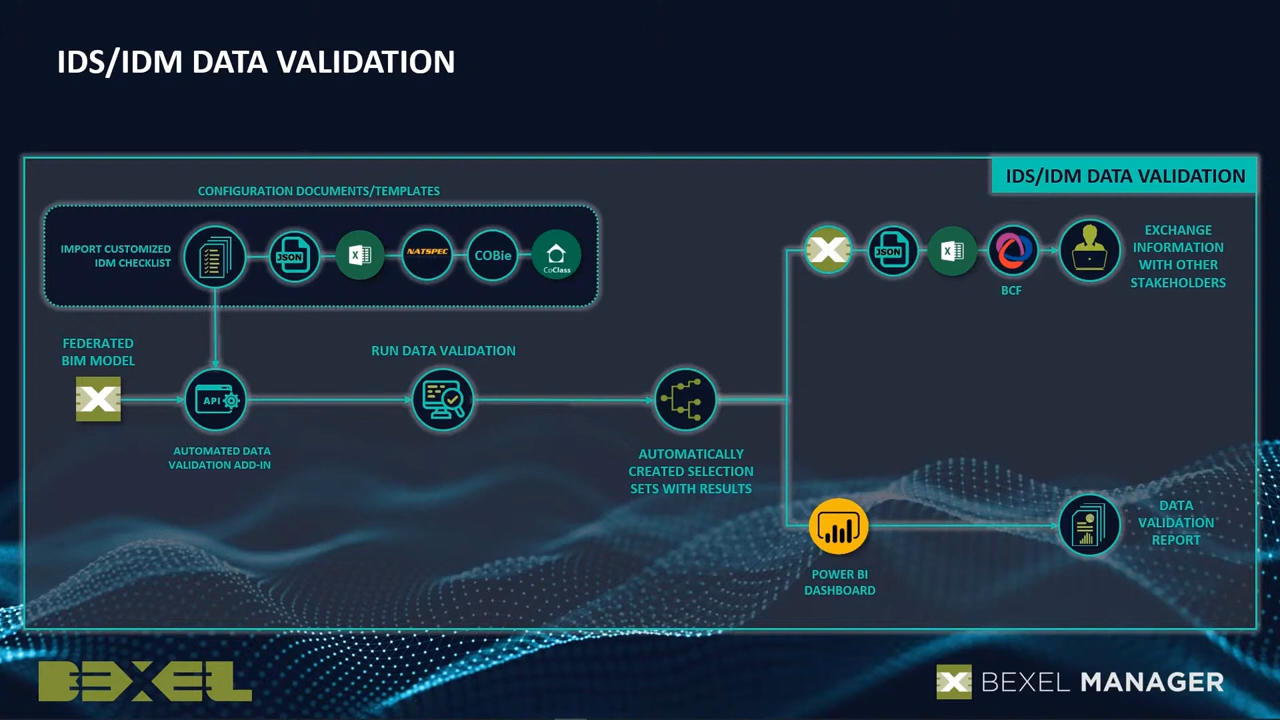 IDS/IDM DATA VALIDATION
IDS/IDM DATA VALIDATION
CONFIGURATION DOCUMENTS/TEMPLATES
IMPORT CUSTOMIZED
IDM CHECKLIST
JSON
X
NATSPEC
COBie
CoClass
X
JSON
X
BCF
EXCHANGE
INFORMATION
WITH OTHER
STAKEHOLDERS
FEDERATED
BIM MODEL
X
API
AUTOMATED DATA
VALIDATION ADD-IN
RUN DATA VALIDATION
AUTOMATICALLY
CREATED SELECTION
SETS WITH RESULTS
POWER BI
DASHBOARD
DATA
VALIDATION
REPORT
BEXEL
X BEXEL MANAGER